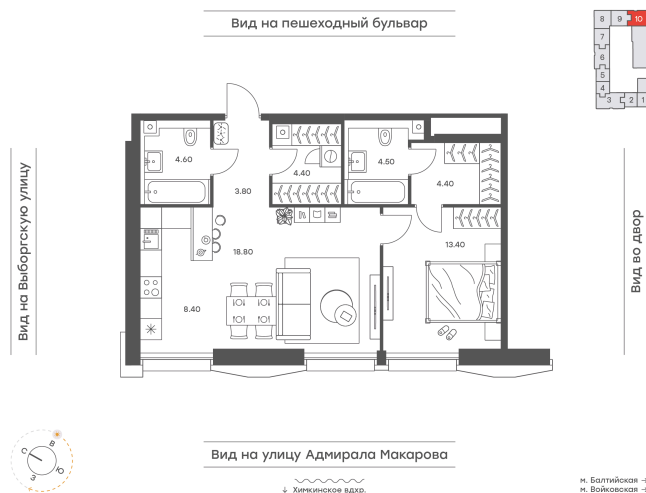 Вид на пешеходный бульвар
8 9 10
7
6
5
4
3 2 1
Вид на Выборгскую улицу
4.60
3.80
4.40
4.50
4.40
18.80
13.40
8.40
Вид во двор
Вид на улицу Адмирала Макарова
С В
З Ю
↓ Химкинское вдхр.
м. Балтийская
м. Войковская